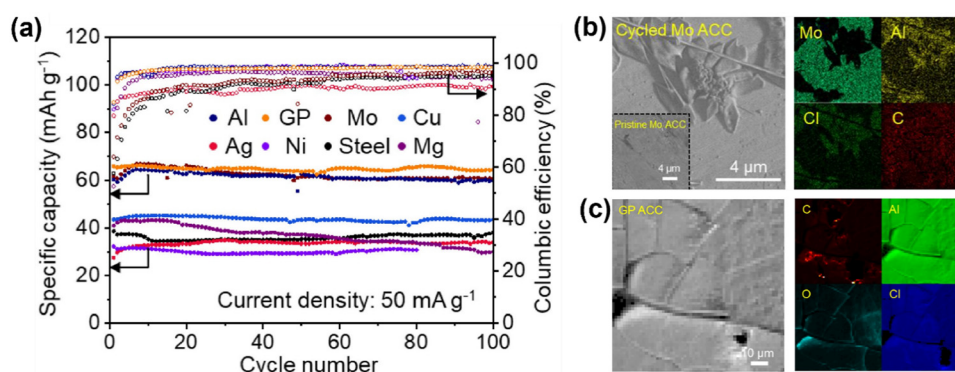 (a)
120
100
80
60
40
20
0
Specific capacity (mAh g⁻¹)
0 20 40 60 80 100
Cycle number
100
80
60
40
20
0
Columbic efficiency (%)
Al GP Mo Cu
Ag Ni Steel Mg
Current density: 50 mA g⁻¹
(b)
Cycled Mo ACC
Pristine Mo ACC
4 μm
4 μm
Mo
Al
Cl
C
(c)
GP ACC
10 μm
C
Al
O
Cl